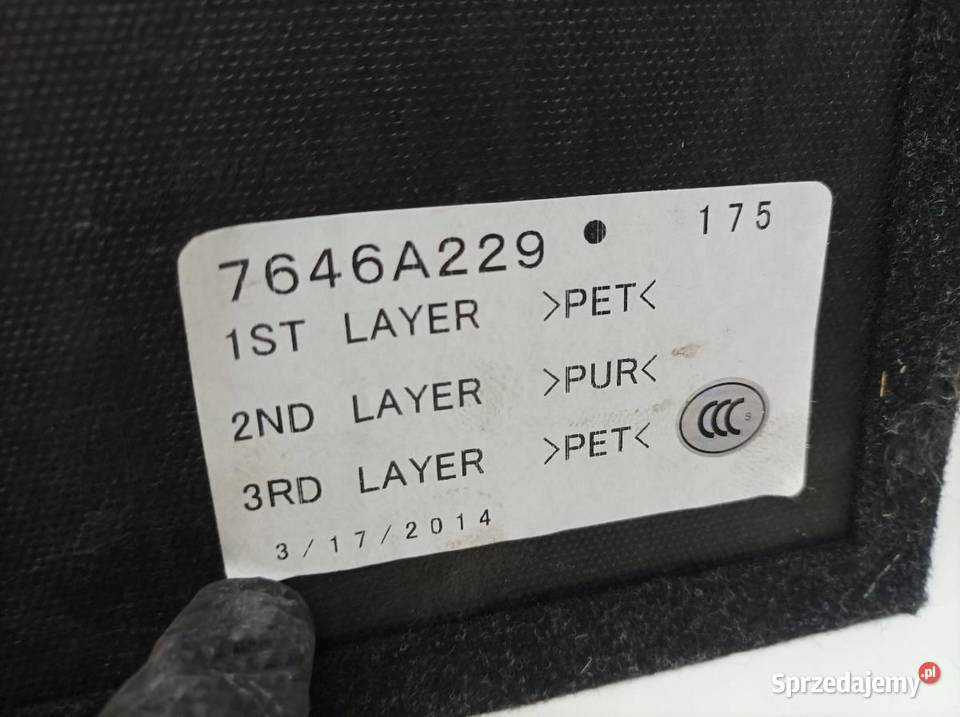 7646A229 ● 175
1ST LAYER >PET<
2ND LAYER >PUR<
3RD LAYER >PET<
CCC S
3/17/2014
Sprzedajemy.pl